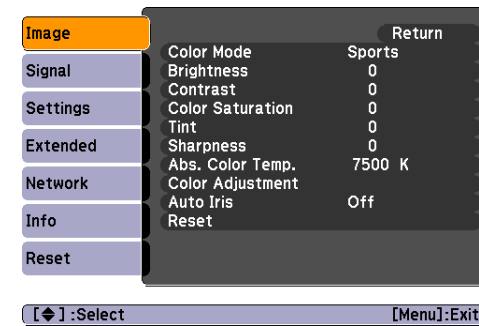 Image
Signal
Settings
Extended
Network
Info
Reset
Return
Color Mode Sports
Brightness 0
Contrast 0
Color Saturation 0
Tint 0
Sharpness 0
Abs. Color Temp. 7500 K
Color Adjustment
Auto Iris Off
Reset
[◆] :Select [Menu]:Exit